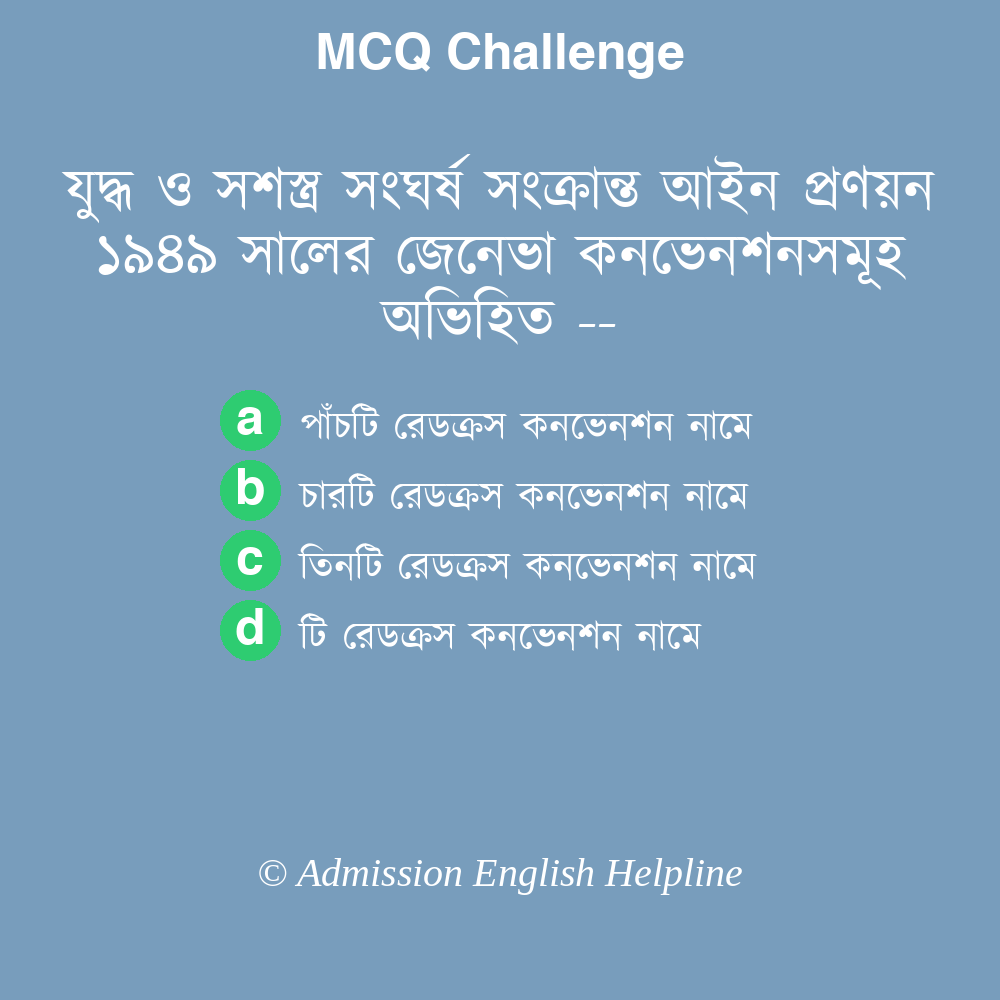 MCQ Challenge
যুদ্ধ ও সশস্ত্র সংঘর্ষ সংক্রান্ত আইন প্রণয়ন
১৯৪৯ সালের জেনেভা কনভেনশনসমূহ
অভিহিত --
a পাঁচটি রেডক্রস কনভেনশন নামে
b চারটি রেডক্রস কনভেনশন নামে
c তিনটি রেডক্রস কনভেনশন নামে
d টি রেডক্রস কনভেনশন নামে
© Admission English Helpline